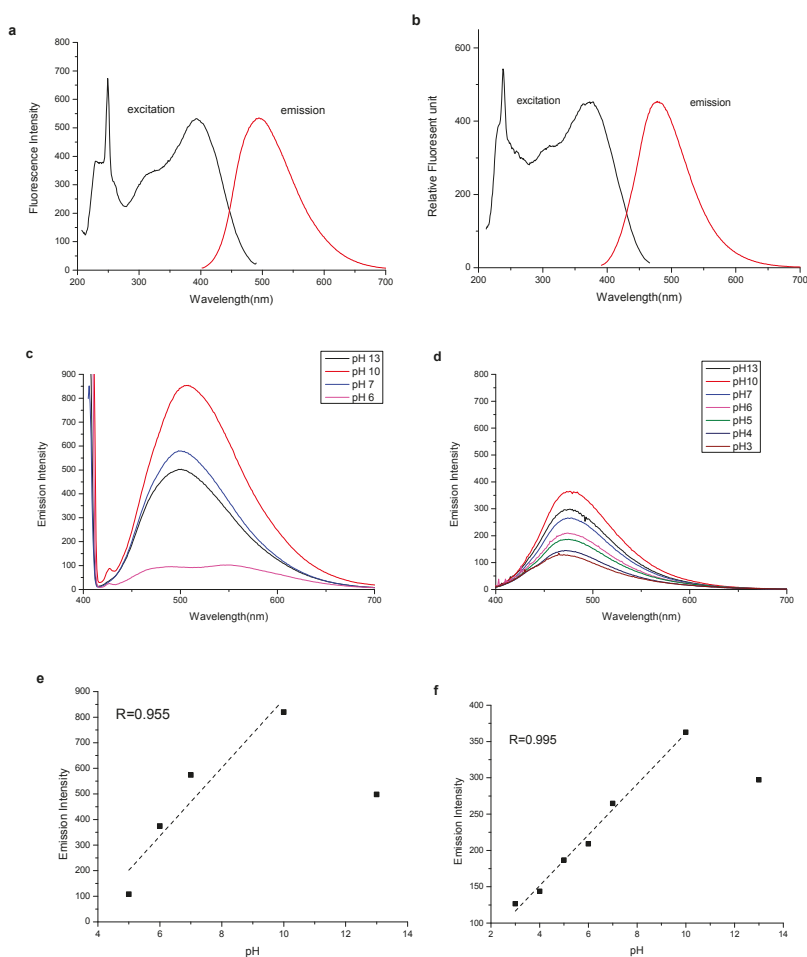 a
800
700
600
500
400
300
200
100
0
Fluorescence Intensity
excitation
emission
200 300 400 500 600 700
Wavelength(nm)
b
600
450
300
150
0
Relative Fluoresent unit
excitation
emission
200 300 400 500 600 700
Wavelength(nm)
c
pH 13
pH 10
pH 7
pH 6
900
800
700
600
500
400
300
200
100
0
Emission Intensity
400 500 600 700
Wavelength(nm)
d
pH13
pH10
pH7
pH6
pH5
pH4
pH3
800
700
600
500
400
300
200
100
0
Emission Intensity
400 500 600 700
Wavelength(nm)
e
R=0.955
900
800
700
600
500
400
300
200
100
0
Emission Intensity
4 6 8 10 12 14
pH
f
R=0.995
400
350
300
250
200
150
100
Emission Intensity
2 4 6 8 10 12 14
pH